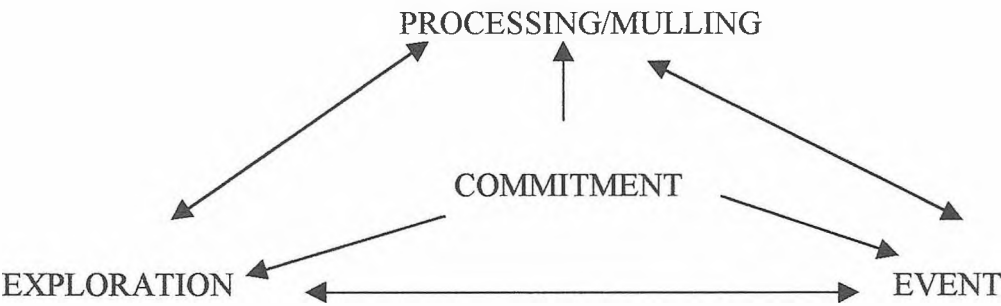 PROCESSING/MULLING
COMMITMENT
EXPLORATION
EVENT